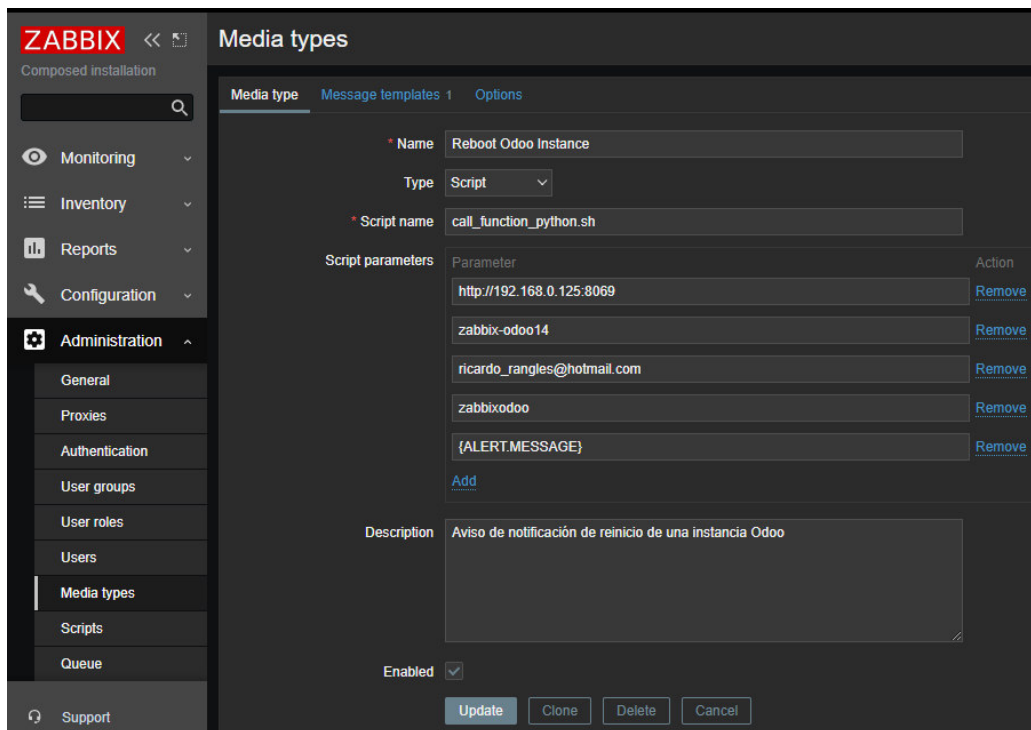 ZABBIX
Composed installation
Monitoring
Inventory
Reports
Configuration
Administration
General
Proxies
Authentication
User groups
User roles
Users
Media types
Scripts
Queue
Support
Media types
Media type Message templates 1 Options
* Name Reboot Odoo Instance
Type Script
* Script name call_function_python.sh
Script parameters Parameter Action
http://192.168.0.125:8069 Remove
zabbix-odoo14 Remove
ricardo_rangles@hotmail.com Remove
zabbixodoo Remove
{ALERT.MESSAGE} Remove
Add
Description Aviso de notificación de reinicio de una instancia Odoo
Enabled
Update Clone Delete Cancel